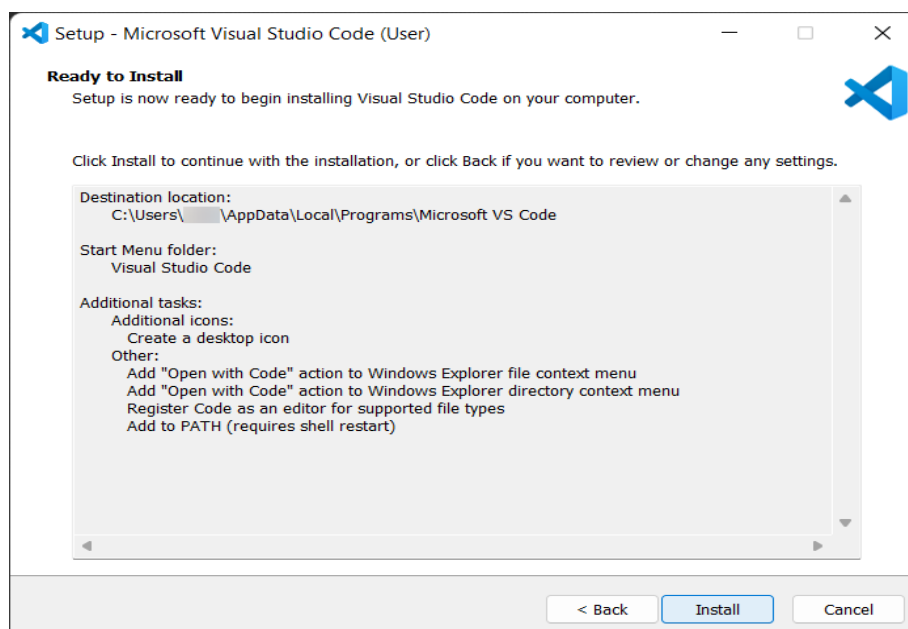 Setup - Microsoft Visual Studio Code (User)
Ready to Install
Setup is now ready to begin installing Visual Studio Code on your computer.
Click Install to continue with the installation, or click Back if you want to review or change any settings.
Destination location:
C:\Users\ \AppData\Local\Programs\Microsoft VS Code
Start Menu folder:
Visual Studio Code
Additional tasks:
Additional icons:
Create a desktop icon
Other:
Add "Open with Code" action to Windows Explorer file context menu
Add "Open with Code" action to Windows Explorer directory context menu
Register Code as an editor for supported file types
Add to PATH (requires shell restart)
< Back Install Cancel